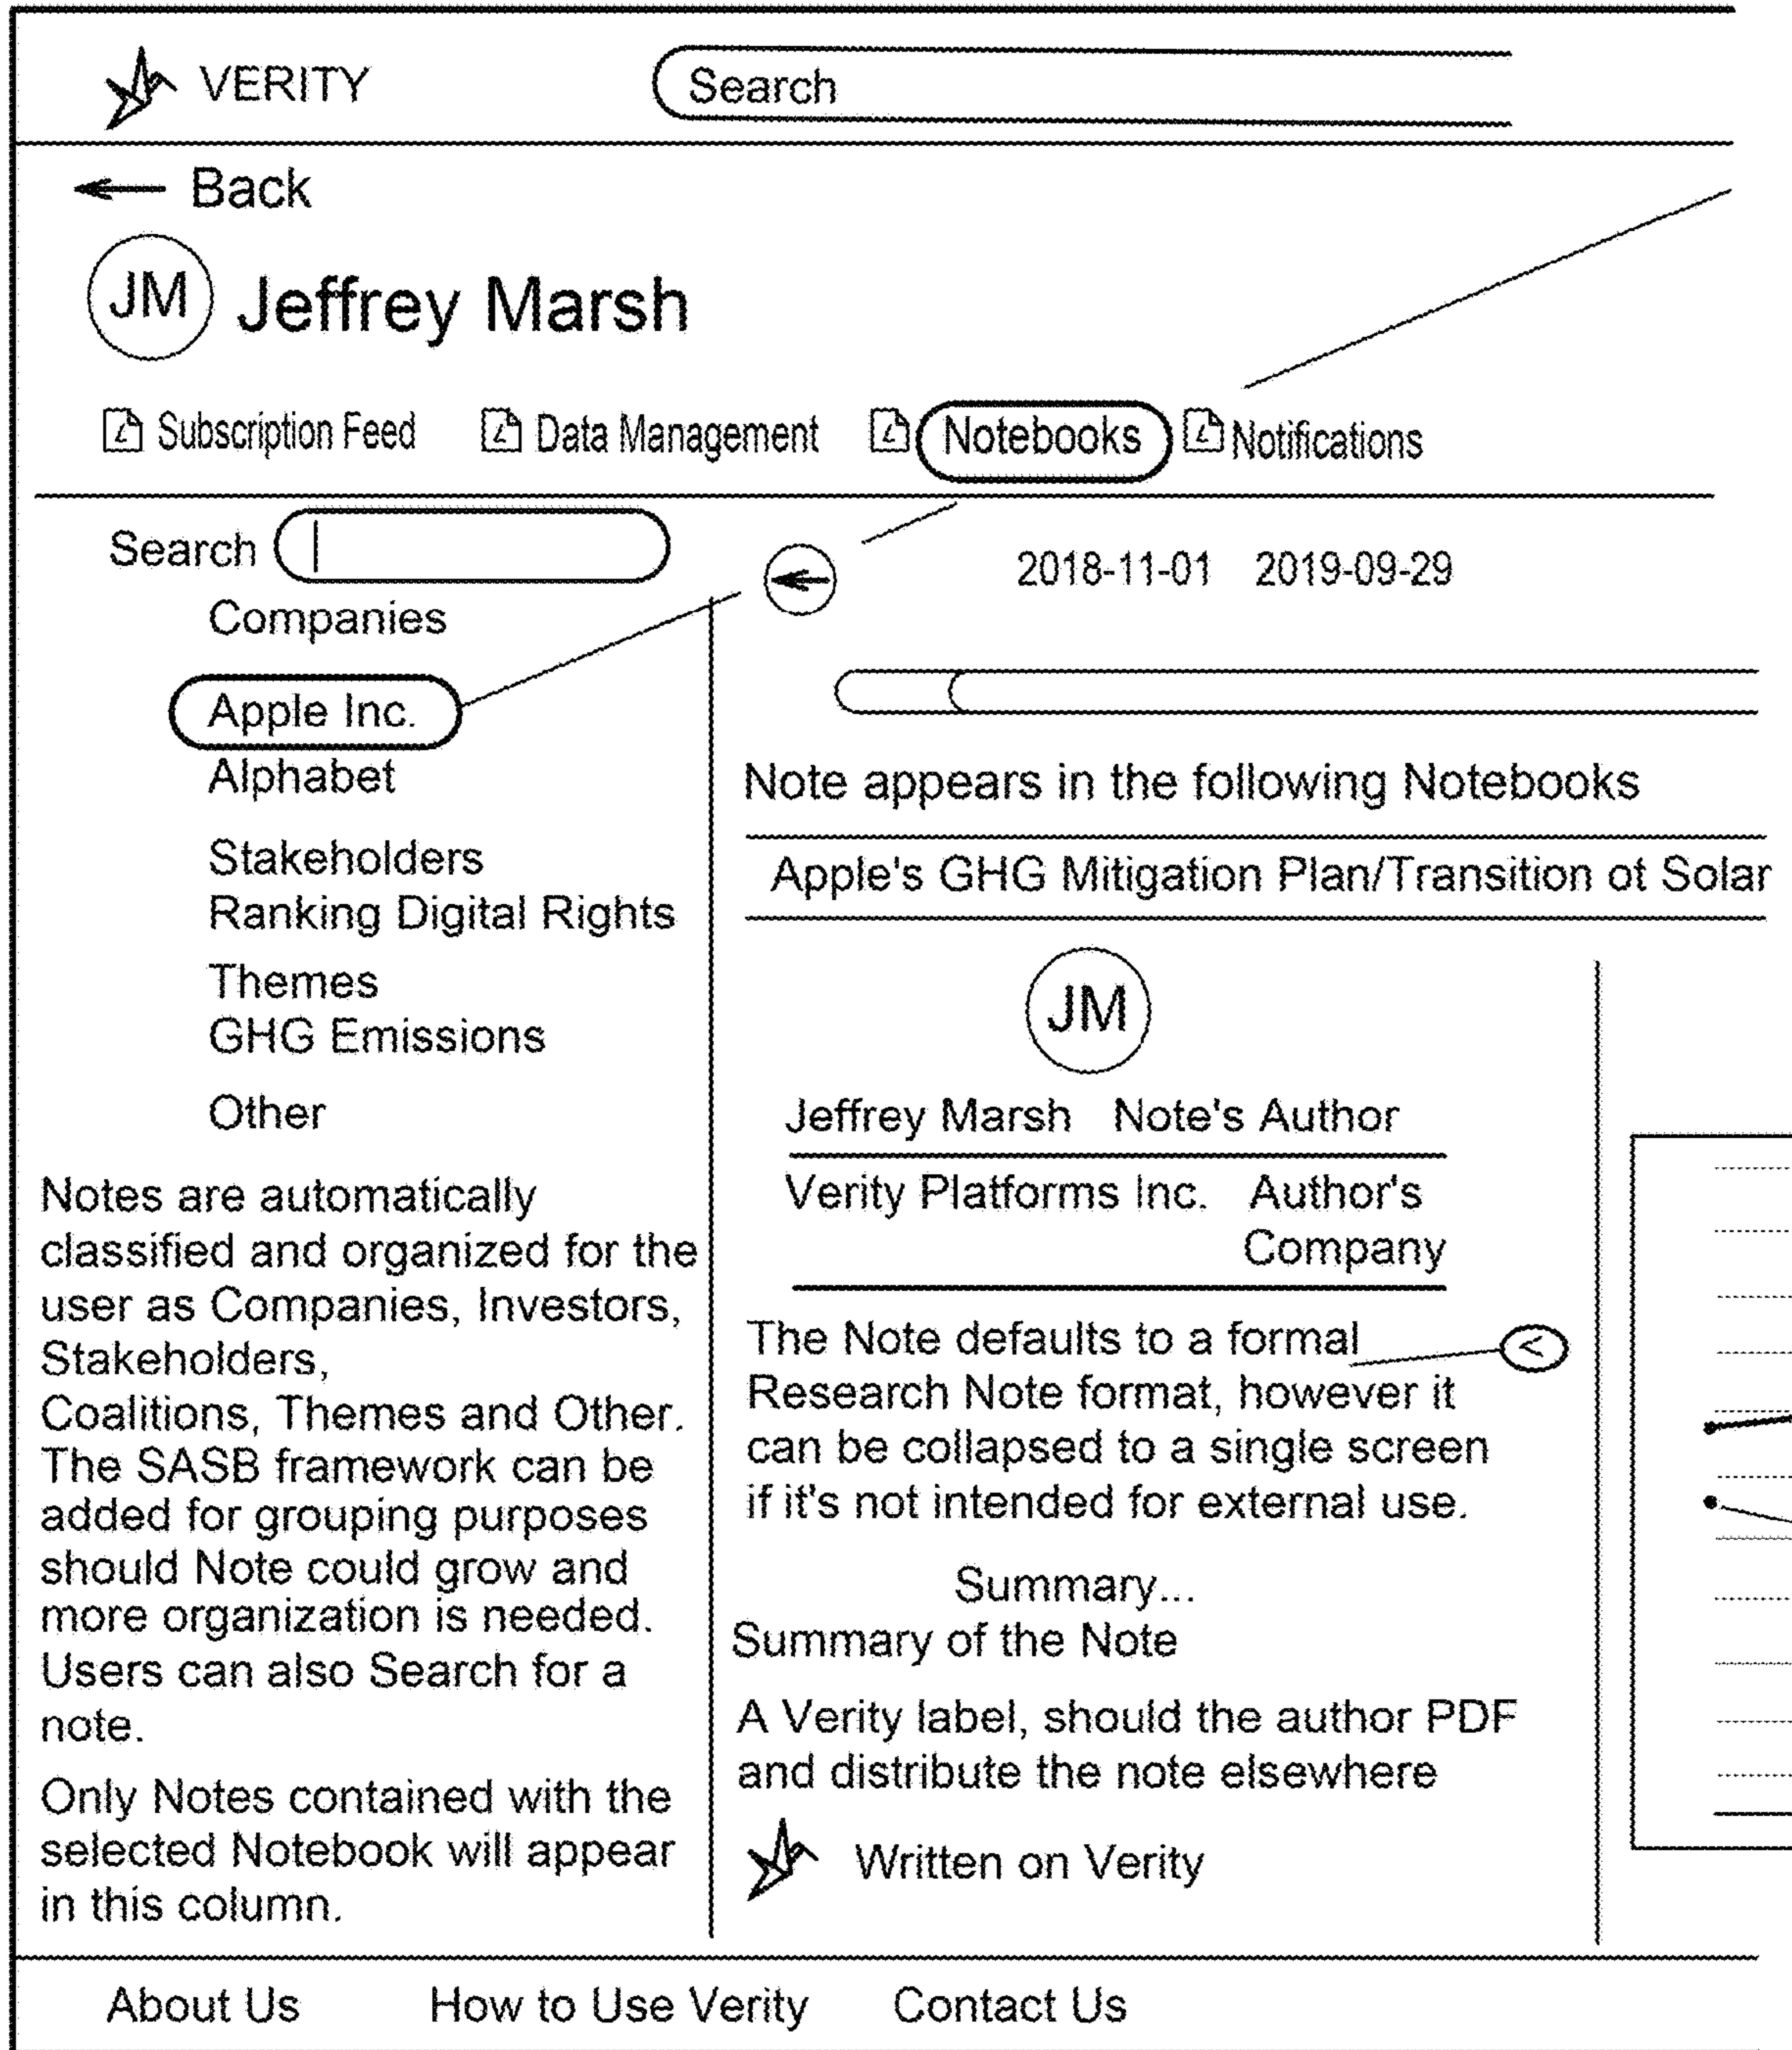 VERITY
Search
Back
JM
Jeffrey Marsh
Subscription Feed
Data Management
Notebooks
Notifications
Search
Companies
Apple Inc.
Alphabet
Stakeholders
Ranking Digital Rights
Themes
GHG Emissions
Other
Notes are automatically
classified and organized for the
user as Companies, Investors,
Stakeholders,
Coalitions, Themes and Other.
The SASB framework can be
added for grouping purposes
should Note could grow and
more organization is needed.
Users can also Search for a
note.
Only Notes contained with the
selected Notebook will appear
in this column.
2018-11-01 2019-09-29
Note appears in the following Notebooks
Apple's GHG Mitigation Plan/Transition ot Solar
JM
Jeffrey Marsh Note's Author
Verity Platforms Inc. Author's
Company
The Note defaults to a formal
Research Note format, however it
can be collapsed to a single screen
if it's not intended for external use.
Summary...
Summary of the Note
A Verity label, should the author PDF
and distribute the note elsewhere
Written on Verity
About Us
How to Use Verity
Contact Us